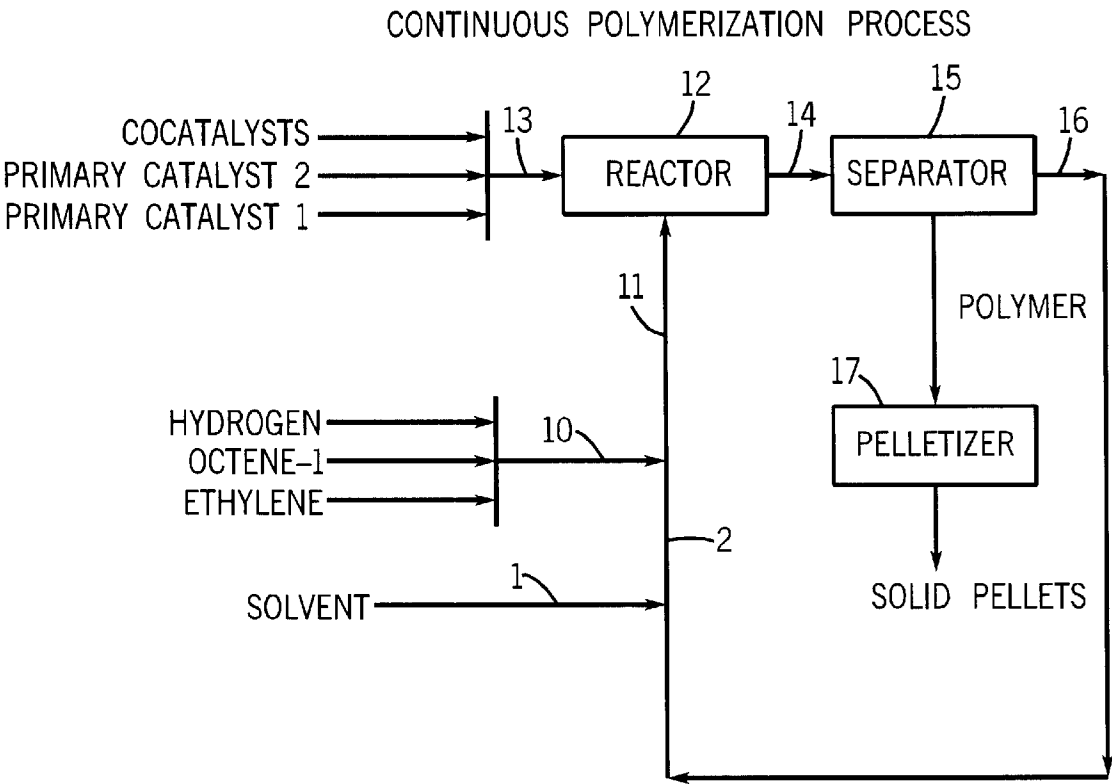 CONTINUOUS POLYMERIZATION PROCESS
12
15
13
14
16
COCATALYSTS
PRIMARY CATALYST 2
PRIMARY CATALYST 1
REACTOR
SEPARATOR
11
POLYMER
17
HYDROGEN
OCTENE-1
ETHYLENE
10
PELLETIZER
2
1
SOLVENT
SOLID PELLETS